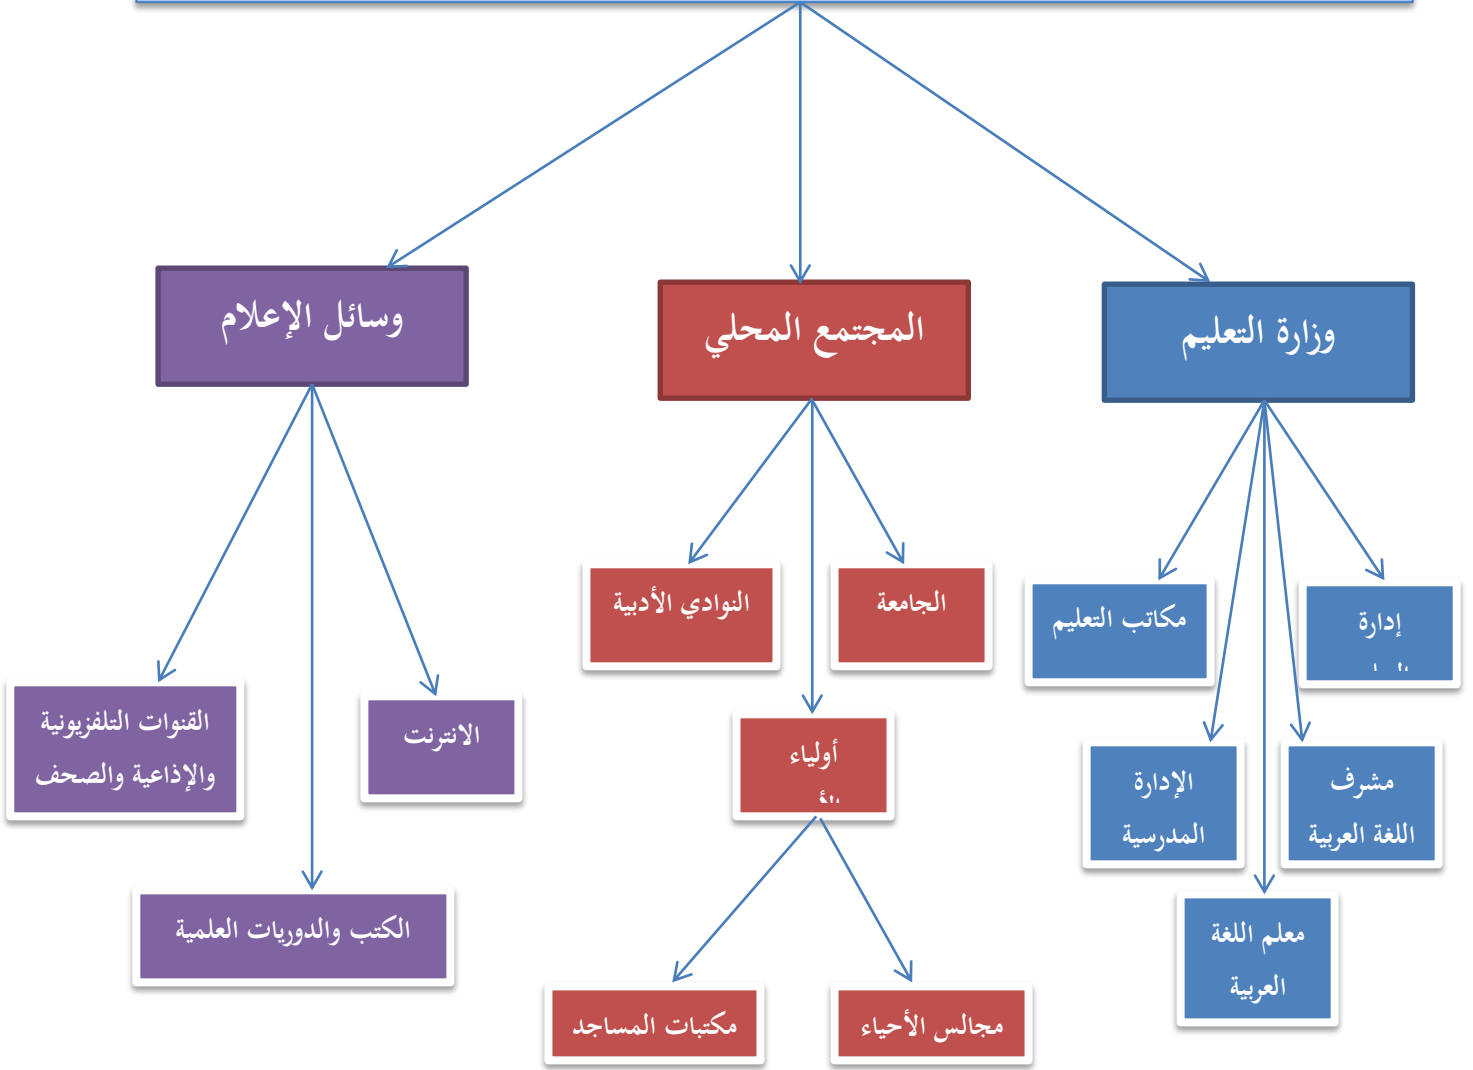 وزارة التعليم
المجتمع المحلي
وسائل الإعلام
إدارة
مكاتب التعليم
مشرف
اللغة العربية
الإدارة
المدرسية
معلم اللغة
العربية
الجامعة
النوادي الأدبية
أولياء
مجالس الأحياء
مكتبات المساجد
الانترنت
القنوات التلفزيونية
والإذاعية والصحف
الكتب والدوريات العلمية